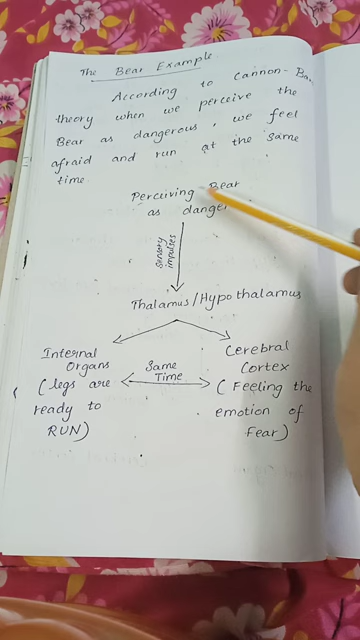 The Bear Example
According to Cannon-
theory when we perceive the
Bear as dangerous, we feel
afraid and run at the same
time.
Perceiving Bear
as danger
Sensory
impulses
Thalamus/Hypothalamus
Internal
Organs
(legs are
ready to
RUN)
Same
Time
Cerebral
Cortex
(Feeling the
emotion of
Fear)